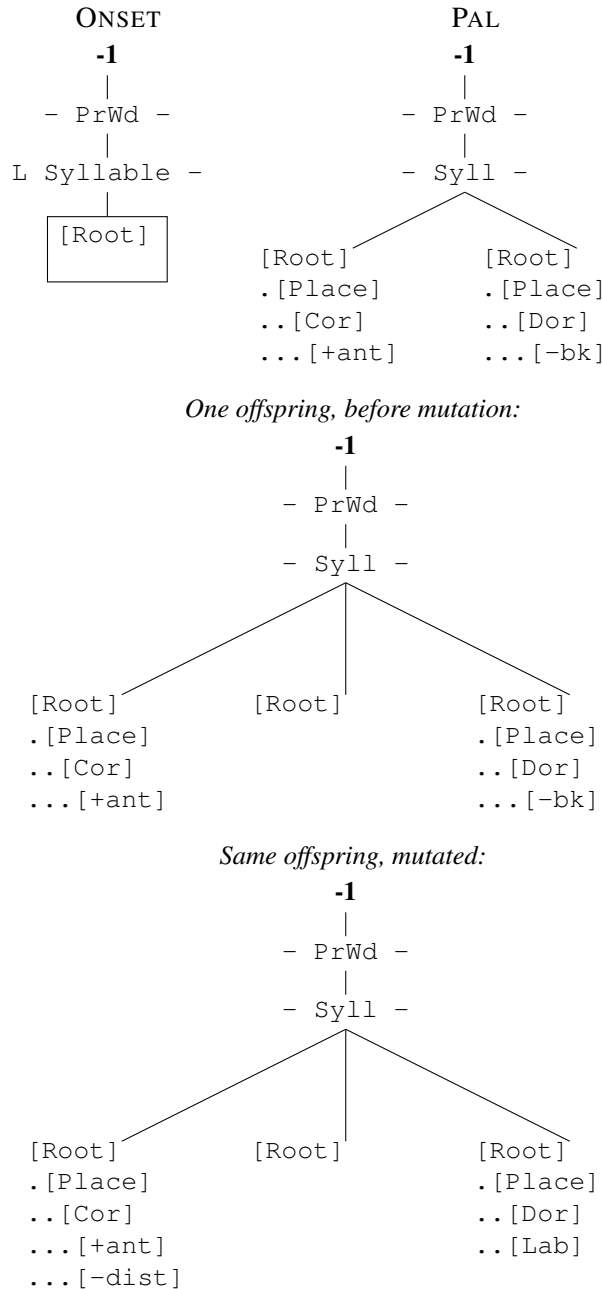 ONSET PAL
-1 -1
- PrWd - - PrWd -
L Syllable - - Syll -
[Root]
[Root] [Root]
.[Place] .[Place]
..[Cor] ..[Dor]
...[+ant] ...[-bk]
One offspring, before mutation:
-1
- PrWd -
- Syll -
[Root] [Root] [Root]
.[Place] .[Place]
..[Cor] ..[Dor]
...[+ant] ...[-bk]
Same offspring, mutated:
-1
- PrWd -
- Syll -
[Root] [Root] [Root]
.[Place] .[Place]
..[Cor] ..[Dor]
...[+ant] ..[Lab]
...[-dist]